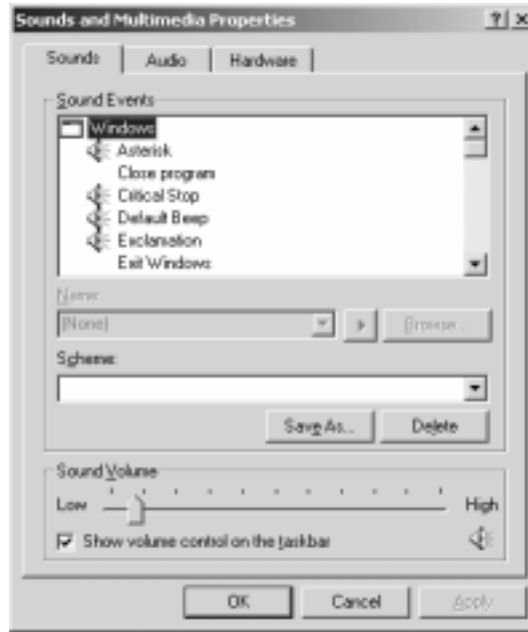 Sounds and Multimedia Properties
Sounds Audio Hardware
Sound Events
Windows
Asterisk
Close program
Critical Stop
Default Beep
Exclamation
Exit Windows
Name:
(None) Browse...
Scheme:
Save As... Delete
Sound Volume
Low High
Show volume control on the taskbar
OK Cancel Apply